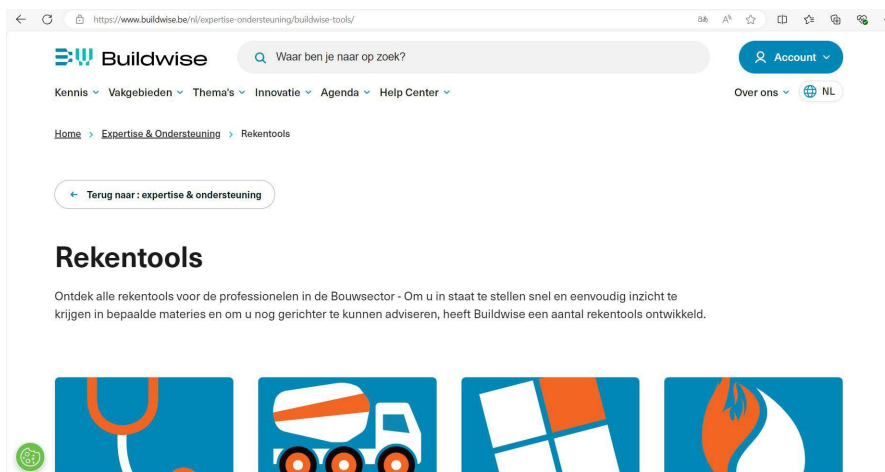 https://www.buildwise.be/nl/expertise-ondersteuning/buildwise-tools/
Buildwise
Waar ben je naar op zoek?
Account
Kennis Vakgebieden Thema's Innovatie Agenda Help Center Over ons NL
Home > Expertise & Ondersteuning > Rekentools
← Terug naar : expertise & ondersteuning
Rekentools
Ontdek alle rekentools voor de professionelen in de Bouwsector - Om u in staat te stellen snel en eenvoudig inzicht te
krijgen in bepaalde materies en om u nog gerichter te kunnen adviseren, heeft Buildwise een aantal rekentools ontwikkeld.